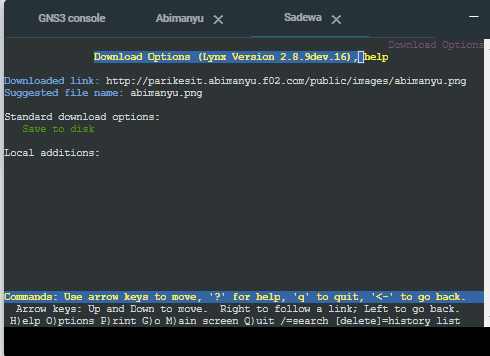 GNS3 console Abimanyu × Sadewa ×
Download Options
Download Options (Lynx Version 2.8.9dev.16), help
Downloaded link: http://parikesit.abimanyu.f02.com/public/images/abimanyu.png
Suggested file name: abimanyu.png
Standard download options:
Save to disk
Local additions:
Commands: Use arrow keys to move, '?' for help, 'q' to quit, '<-' to go back.
Arrow keys: Up and Down to move.  Right to follow a link; Left to go back.
H)elp O)ptions P)rint G)o M)ain screen Q)uit /=search [delete]=history list